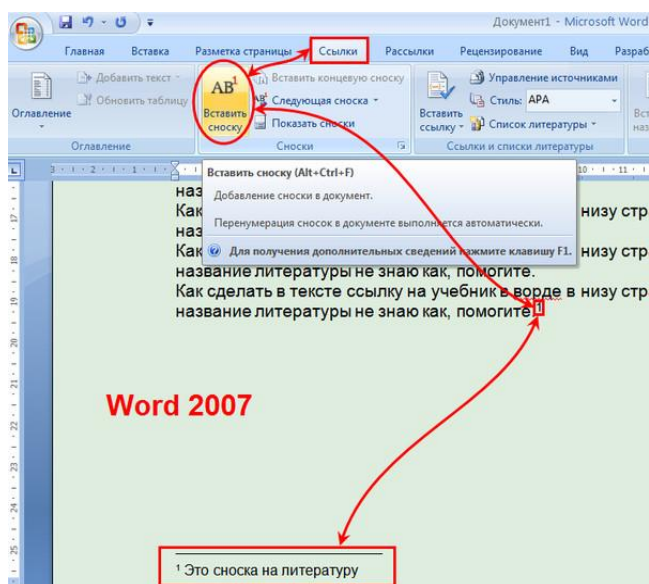 Документ1 - Microsoft Word
Главная Вставка Разметка страницы Ссылки Рассылки Рецензирование Вид Разраб
Оглавление
Добавить текст
Обновить таблицу
Оглавление
AB¹
Вставить сноску
Вставить концевую сноску
Следующая сноска
Показать сноски
Сноски
Вставить ссылку
Управление источниками
Стиль: APA
Список литературы
Ссылки и списки литературы
Вставить сноску (Alt+Ctrl+F)
Добавление сноски в документ.
Перенумерация сносок в документе выполняется автоматически.
Для получения дополнительных сведений нажмите клавишу F1.
наз
Как низу стр
наз
Как низу стр
название литературы не знаю как, помогите.
Как сделать в тексте ссылку на учебник в ворде в низу стр
название литературы не знаю как, помогите.¹
Word 2007
¹ Это сноска на литературу